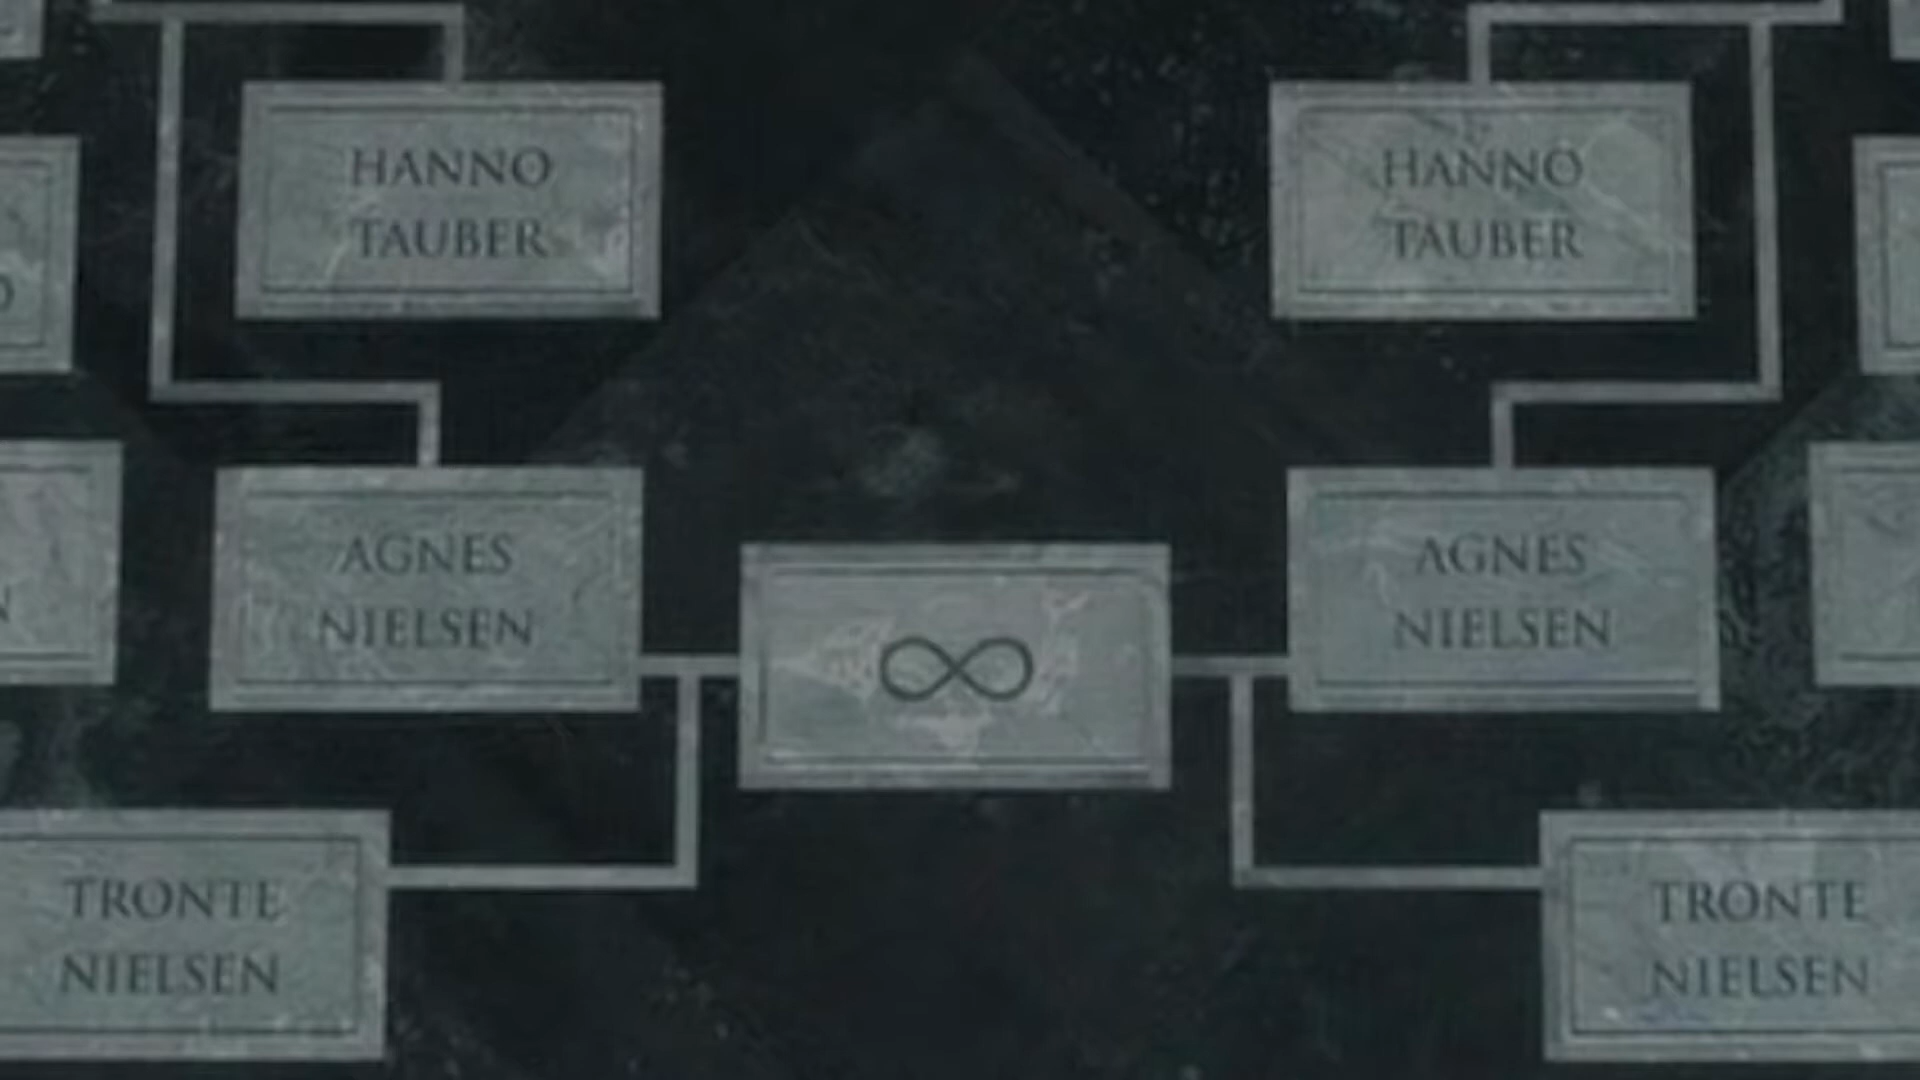 HANNO
TAUBER
HANNO
TAUBER
AGNES
NIELSEN
AGNES
NIELSEN
∞
TRONTE
NIELSEN
TRONTE
NIELSEN